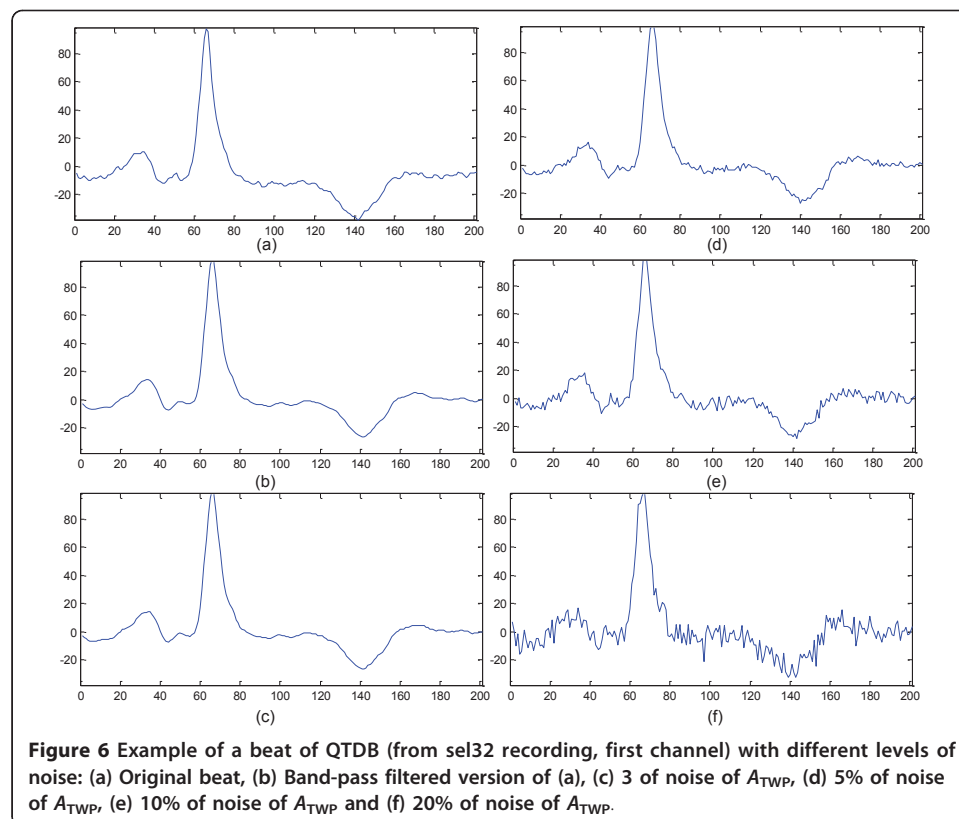 80
60
40
20
0
-20
0 20 40 60 80 100 120 140 160 180 200
(a)
80
60
40
20
0
-20
0 20 40 60 80 100 120 140 160 180 200
(b)
80
60
40
20
0
-20
0 20 40 60 80 100 120 140 160 180 200
(c)
80
60
40
20
0
-20
0 20 40 60 80 100 120 140 160 180 200
(d)
80
60
40
20
0
-20
0 20 40 60 80 100 120 140 160 180 200
(e)
80
60
40
20
0
-20
0 20 40 60 80 100 120 140 160 180 200
(f)
Figure 6 Example of a beat of QTDB (from sel32 recording, first channel) with different levels of
noise: (a) Original beat, (b) Band-pass filtered version of (a), (c) 3 of noise of ATWP, (d) 5% of noise
of ATWP, (e) 10% of noise of ATWP and (f) 20% of noise of ATWP.